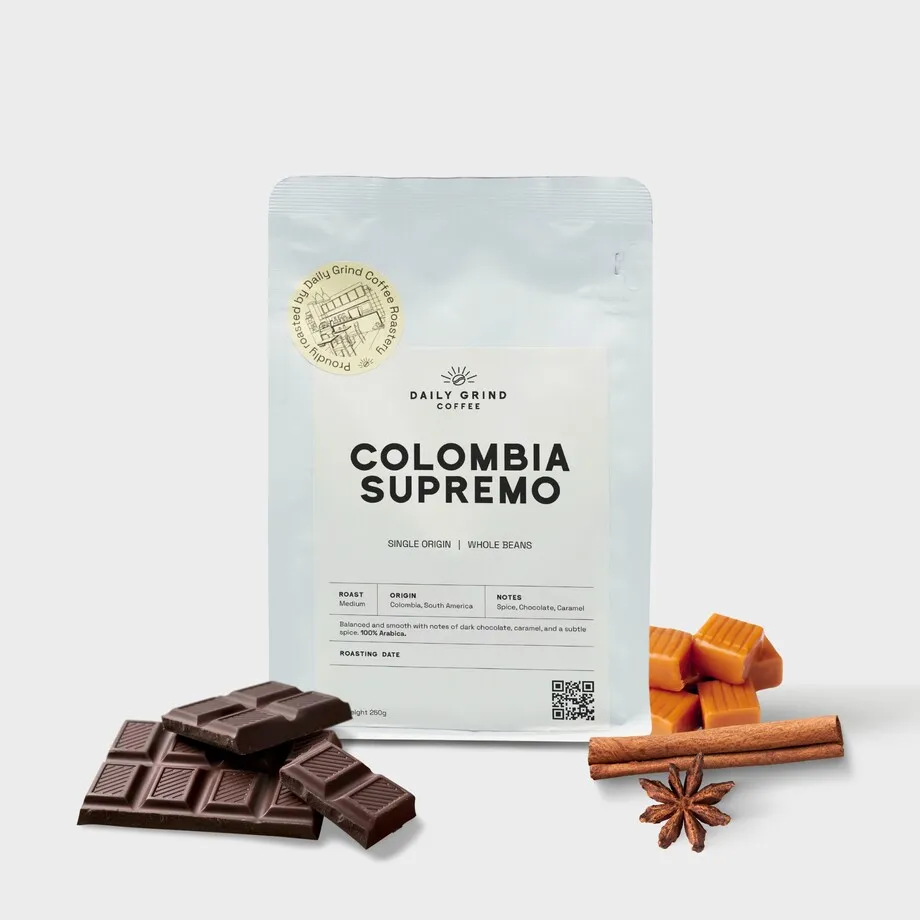 Proudly roasted by Daily Grind Coffee Roastery
DAILY GRIND
COFFEE
COLOMBIA
SUPREMO
SINGLE ORIGIN | WHOLE BEANS
ROAST
Medium
ORIGIN
Colombia, South America
NOTES
Spice, Chocolate, Caramel
Balanced and smooth with notes of dark chocolate, caramel, and a subtle
spice. 100% Arabica.
ROASTING DATE
250g